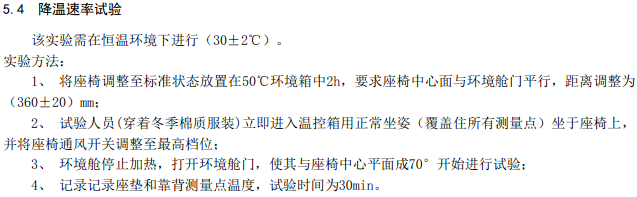 5.4 降温速率试验
该实验需在恒温环境下进行（30±2℃）。
实验方法：
1、 将座椅调整至标准状态放置在50℃环境箱中2h，要求座椅中心面与环境舱门平行，距离调整为
（360±20）mm；
2、 试验人员(穿着冬季棉质服装)立即进入温控箱用正常坐姿（覆盖住所有测量点）坐于座椅上，
并将座椅通风开关调整至最高档位；
3、 环境舱停止加热，打开环境舱门，使其与座椅中心平面成70°开始进行试验；
4、 记录记录座垫和靠背测量点温度，试验时间为30min。